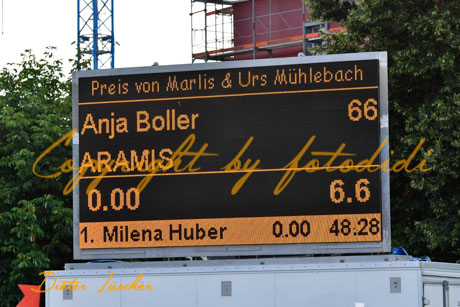 Preis von Marlis & Urs Mühlebach
Anja Boller 66
ARAMIS
Copyright by fotodidi
0.00 6.6
1. Milena Huber 0.00 48.28
Dieter Lüscher